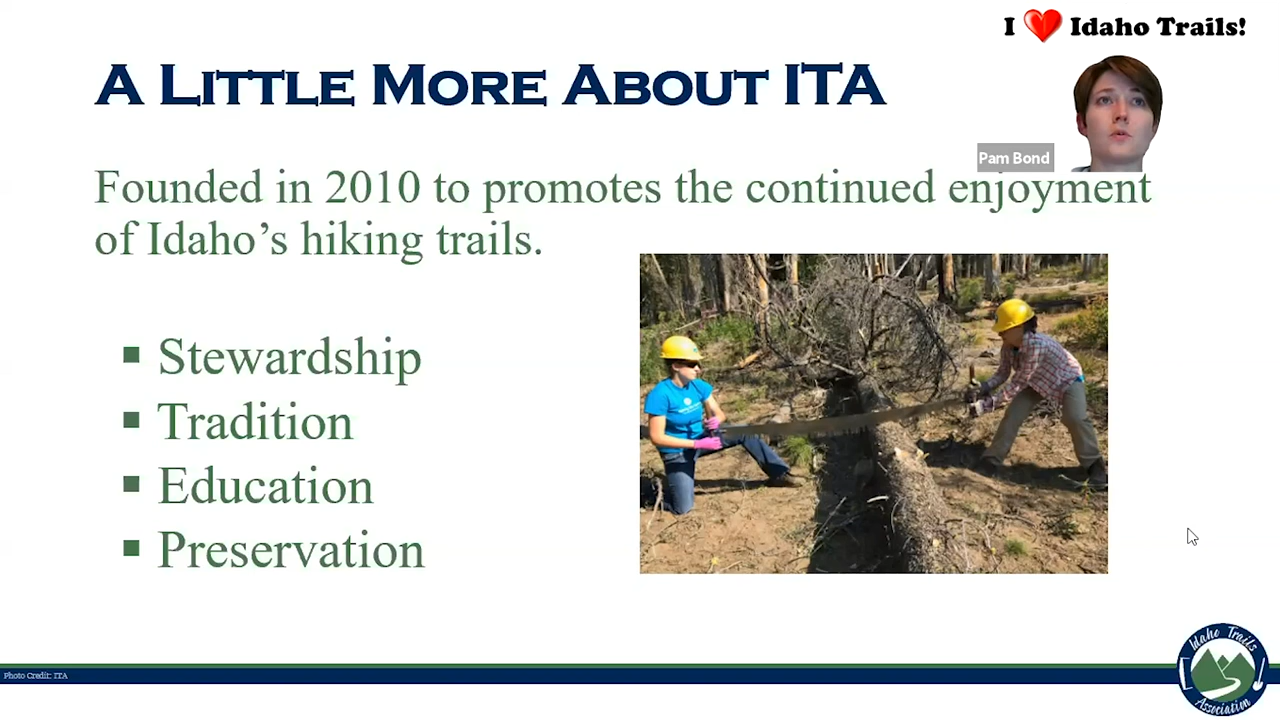 I ❤ Idaho Trails!
A LITTLE MORE ABOUT ITA
Pam Bond
Founded in 2010 to promotes the continued enjoyment
of Idaho’s hiking trails.
▪ Stewardship
▪ Tradition
▪ Education
▪ Preservation
Photo Credit: ITA
Idaho Trails
Association